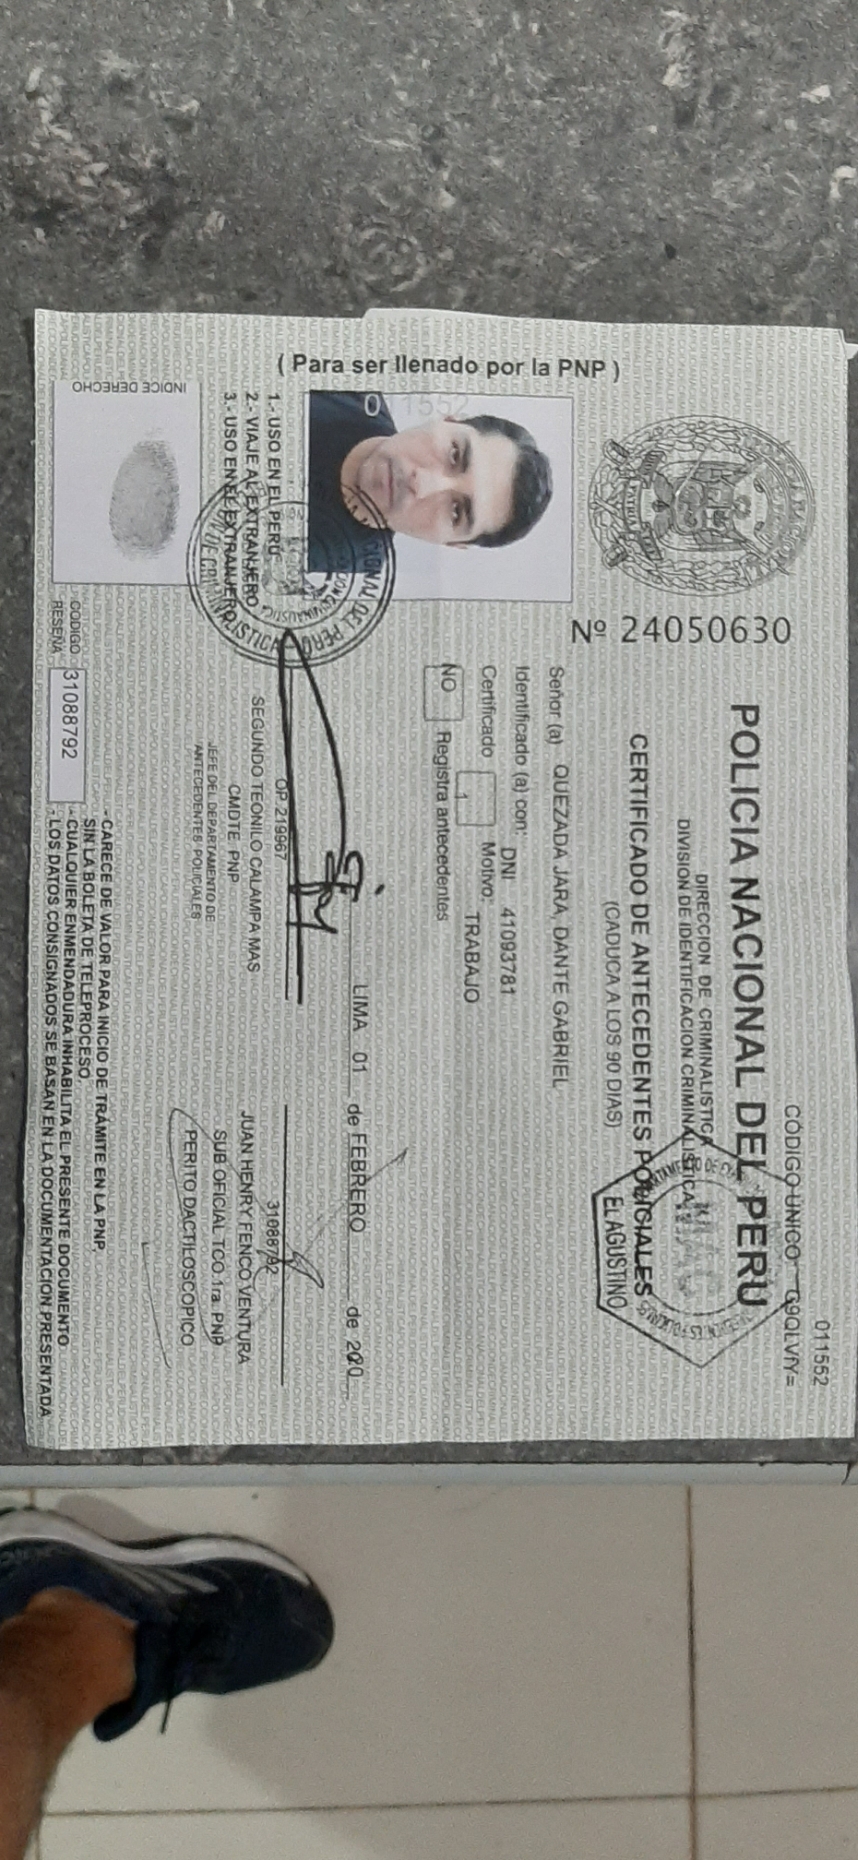 011552
CÓDIGO UNICO G9QLVfY=
POLICIA NACIONAL DEL PERU
DIRECCION DE CRIMINALISTICA
DIVISION DE IDENTIFICACION CRIMINALISTICA
CERTIFICADO DE ANTECEDENTES POLICIALES
(CADUCA A LOS 90 DIAS)
EL AGUSTINO
Nº 24050630
Señor (a) QUEZADA JARA, DANTE GABRIEL
Identificado (a) con: DNI 41093781
Certificado 1 Motivo: TRABAJO
NO Registra antecedentes
( Para ser llenado por la PNP )
011552
LIMA 01 de FEBRERO de 2020
1.- USO EN EL PERÚ
2.- VIAJE AL EXTRANJERO
3.- USO EN EL EXTRANJERO
OP 219967
SEGUNDO TEONILO CALAMPA MAS
CMDTE PNP
JEFE DEL DEPARTAMENTO DE
ANTECEDENTES POLICIALES
31088792
JUAN HENRY FENCO VENTURA
SUB OFICIAL TCO.1ra. PNP
PERITO DACTILOSCOPICO
INDICE DERECHO
CODIGO
RESEÑA
31088792
- CARECE DE VALOR PARA INICIO DE TRÁMITE EN LA PNP,
SIN LA BOLETA DE TELEPROCESO,
- CUALQUIER ENMENDADURA INHABILITA EL PRESENTE DOCUMENTO
- LOS DATOS CONSIGNADOS SE BASAN EN LA DOCUMENTACION PRESENTADA